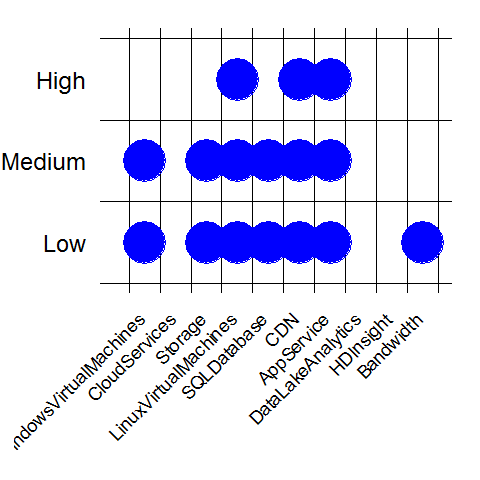 High
Medium
Low
ndowsVirtualMachines
CloudServices
Storage
LinuxVirtualMachines
SQLDatabase
CDN
AppService
DataLakeAnalytics
HDInsight
Bandwidth